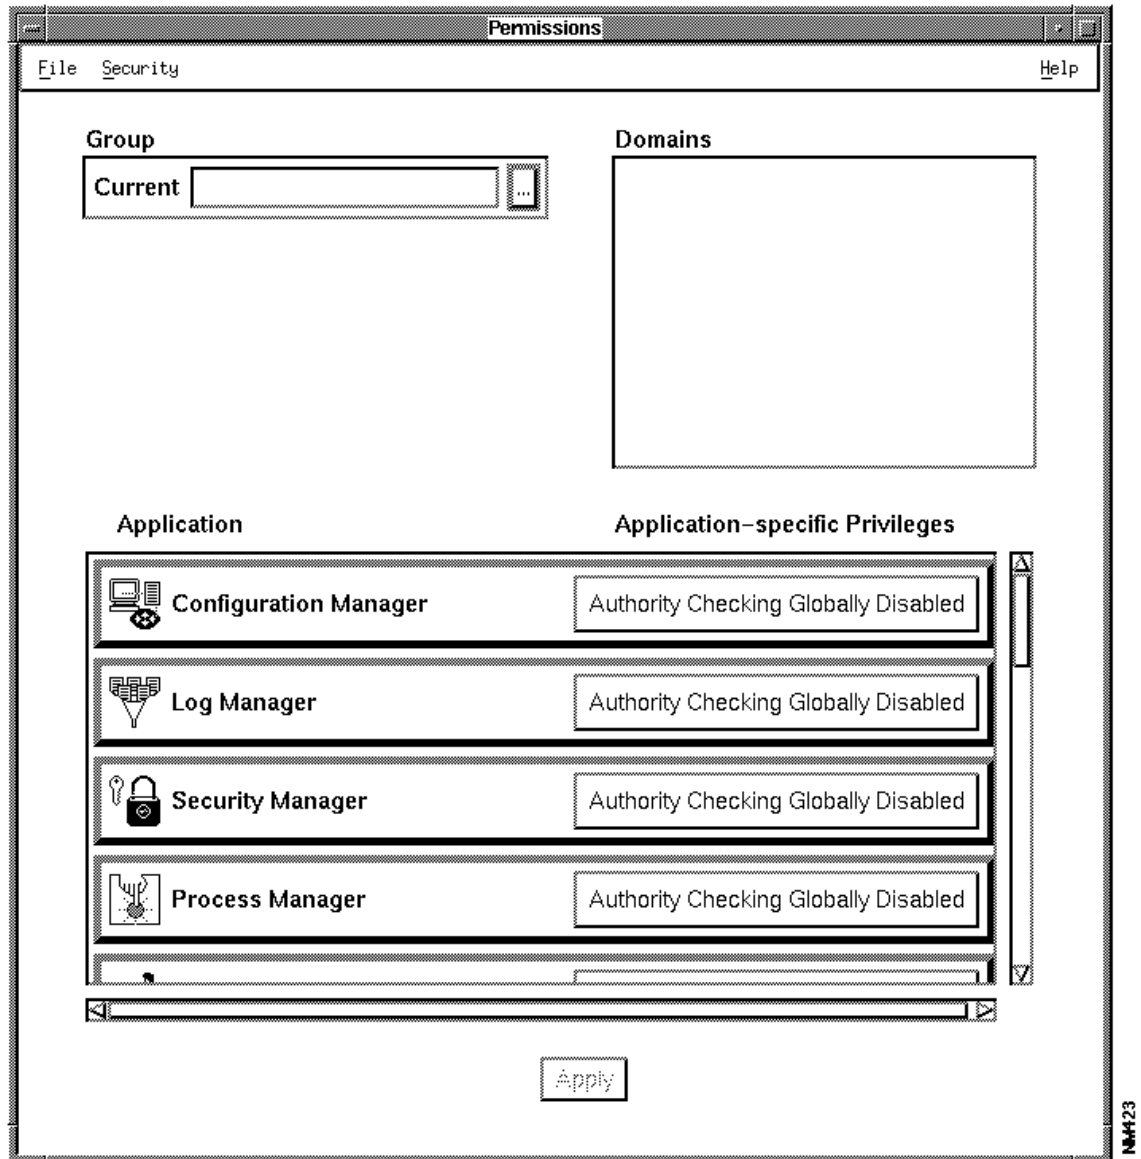 Permissions
File Security Help
Group
Domains
Current ...
Application
Application-specific Privileges
Configuration Manager
Authority Checking Globally Disabled
Log Manager
Authority Checking Globally Disabled
Security Manager
Authority Checking Globally Disabled
Process Manager
Authority Checking Globally Disabled
Apply
NM423